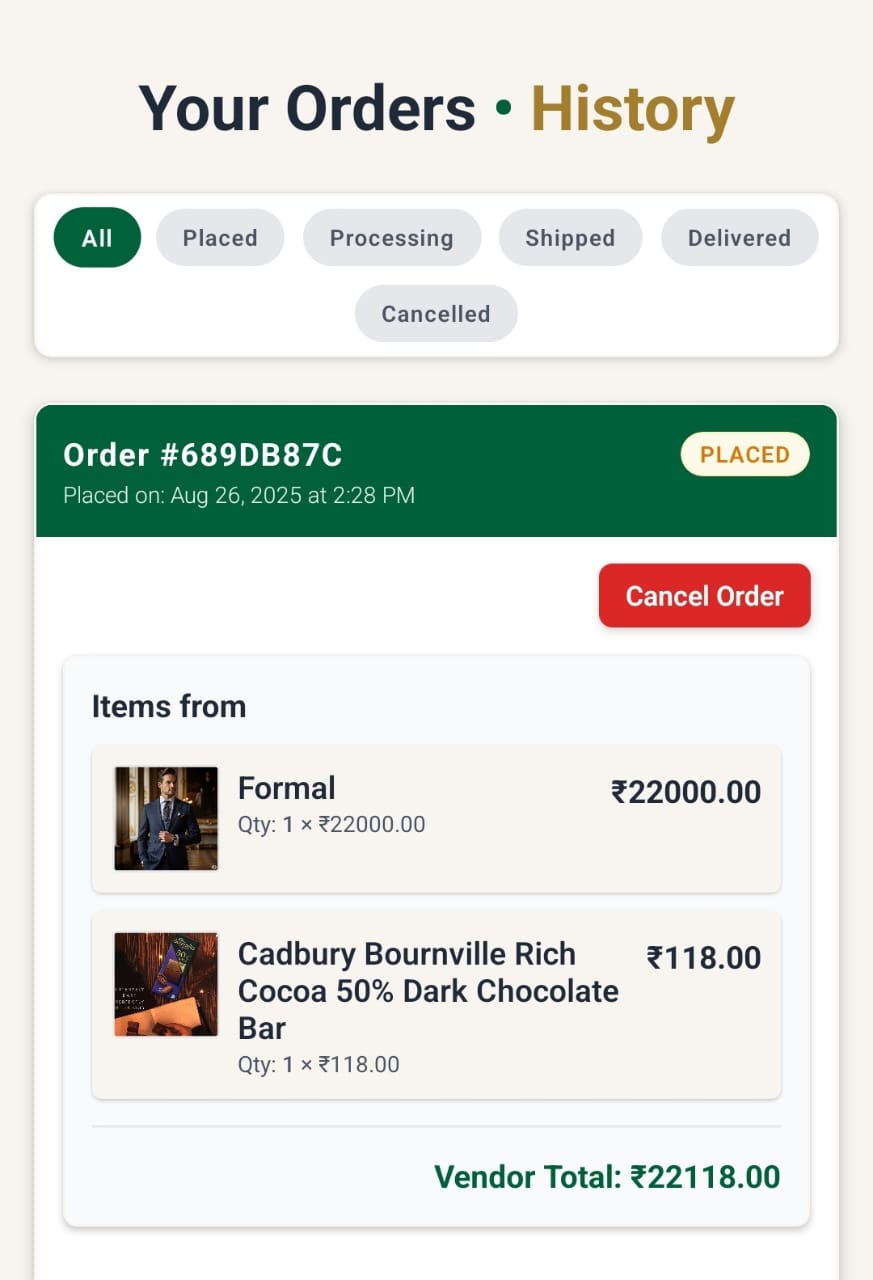 Your Orders • History
All Placed Processing Shipped Delivered
Cancelled
Order #689DB87C
PLACED
Placed on: Aug 26, 2025 at 2:28 PM
Cancel Order
Items from
Formal
₹22000.00
Qty: 1 × ₹22000.00
Cadbury Bournville Rich
₹118.00
Cocoa 50% Dark Chocolate
Bar
Qty: 1 × ₹118.00
Vendor Total: ₹22118.00